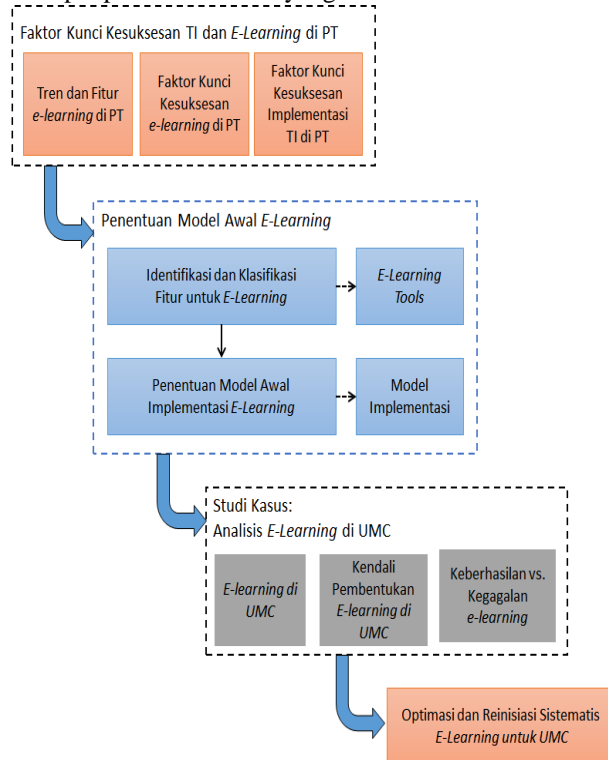 Faktor Kunci Kesuksesan TI dan E-Learning di PT
Tren dan Fitur
e-learning di PT
Faktor Kunci
Kesuksesan
e-learning di PT
Faktor Kunci
Kesuksesan
Implementasi
TI di PT
Penentuan Model Awal E-Learning
Identifikasi dan Klasifikasi
Fitur untuk E-Learning
E-Learning
Tools
Penentuan Model Awal
Implementasi E-Learning
Model
Implementasi
Studi Kasus:
Analisis E-Learning di UMC
E-learning di
UMC
Kendali
Pembentukan
E-learning di
UMC
Keberhasilan vs.
Kegagalan
e-learning
Optimasi dan Reinisiasi Sistematis
E-Learning untuk UMC